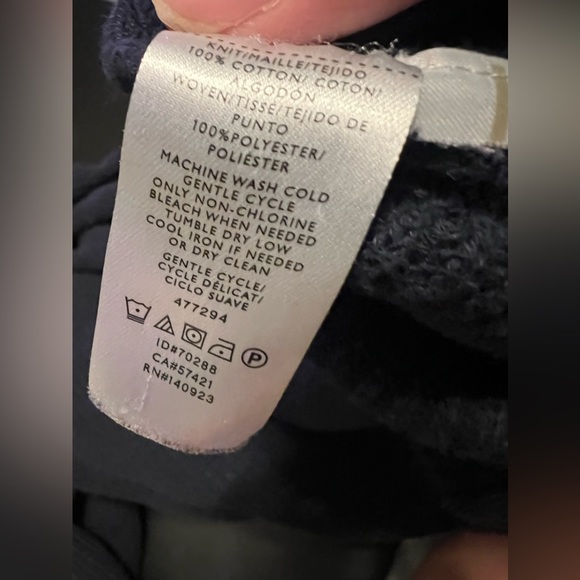 KNIT/MAILLE/TEJIDO
100% COTTON/ COTON/
ALGODÓN
WOVEN/TISSÉ/TEJIDO DE
PUNTO
100%POLYESTER/
POLIÉSTER
MACHINE WASH COLD
GENTLE CYCLE
ONLY NON-CHLORINE
BLEACH WHEN NEEDED
TUMBLE DRY LOW
COOL IRON IF NEEDED
OR DRY CLEAN
GENTLE CYCLE/
CYCLE DÉLICAT/
CICLO SUAVE
477294
P
ID#70288
CA#57421
RN#140923